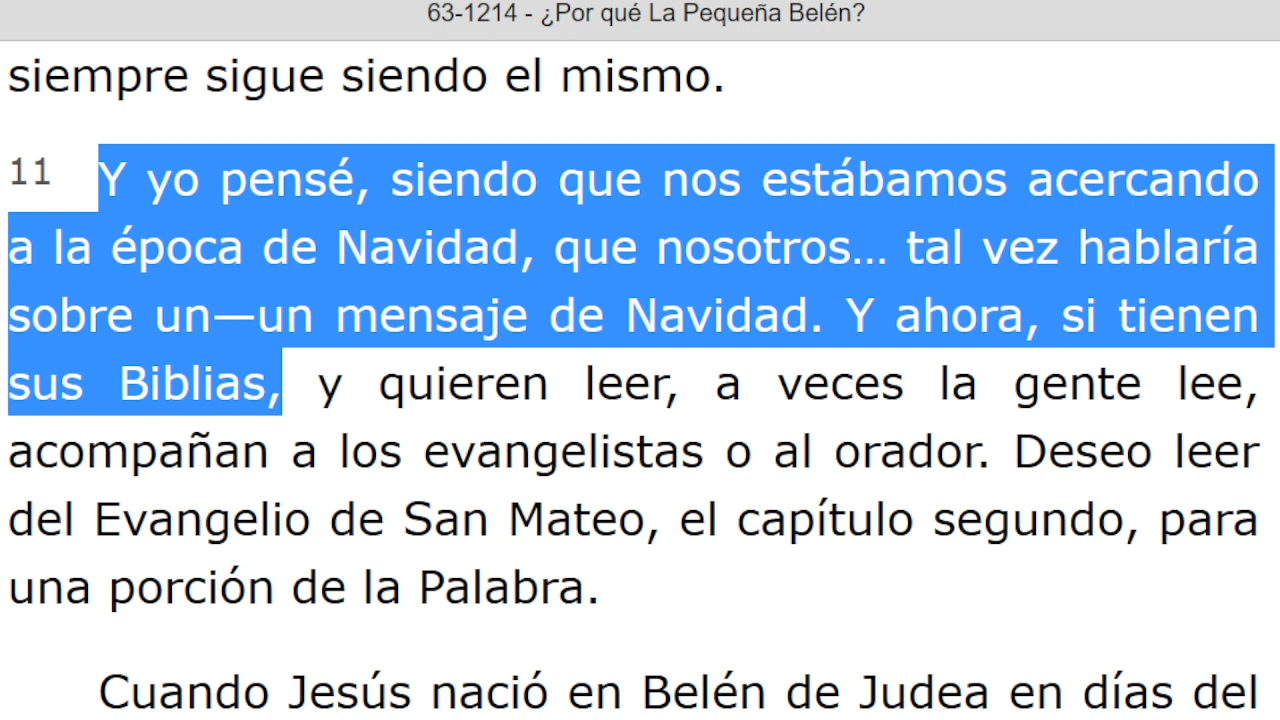 63-1214 - ¿Por qué La Pequeña Belén?
siempre sigue siendo el mismo.
11 Y yo pensé, siendo que nos estábamos acercando
a la época de Navidad, que nosotros... tal vez hablaría
sobre un—un mensaje de Navidad. Y ahora, si tienen
sus Biblias, y quieren leer, a veces la gente lee,
acompañan a los evangelistas o al orador. Deseo leer
del Evangelio de San Mateo, el capítulo segundo, para
una porción de la Palabra.
Cuando Jesús nació en Belén de Judea en días del